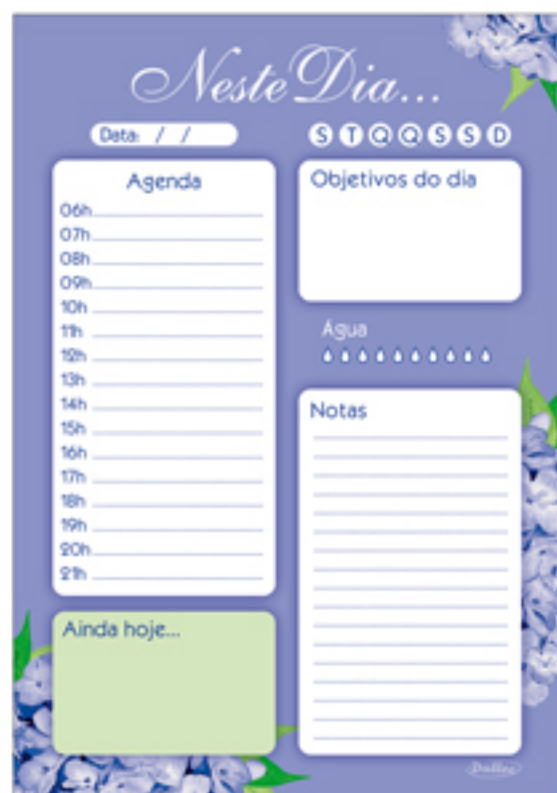 Neste Dia...
Data: / /
S T Q Q S S D
Agenda
06h
07h
08h
09h
10h
11h
12h
13h
14h
15h
16h
17h
18h
19h
20h
21h
Ainda hoje...
Objetivos do dia
Água
Notas